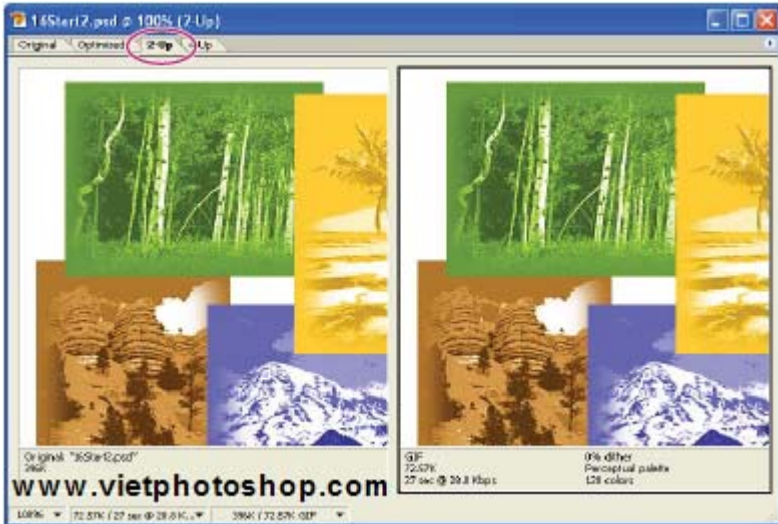 16Start2.psd @ 100% (2-Up)
Original Optimized 2-Up 4-Up
Original: "16Start2.psd"
396K
GIF
72.57K
27 sec @ 28.8 Kbps
0% dither
Perceptual palette
128 colors
www.vietphotoshop.com
100% 72.57K / 27 sec @ 28.8 K... 396K / 72.57K GIF